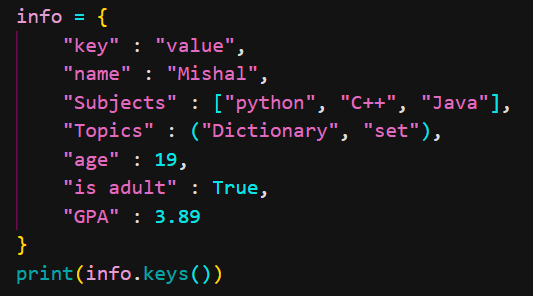 info = {
    "key" : "value",
    "name" : "Mishal",
    "Subjects" : ["python", "C++", "Java"],
    "Topics" : ("Dictionary", "set"),
    "age" : 19,
    "is adult" : True,
    "GPA" : 3.89
}
print(info.keys())